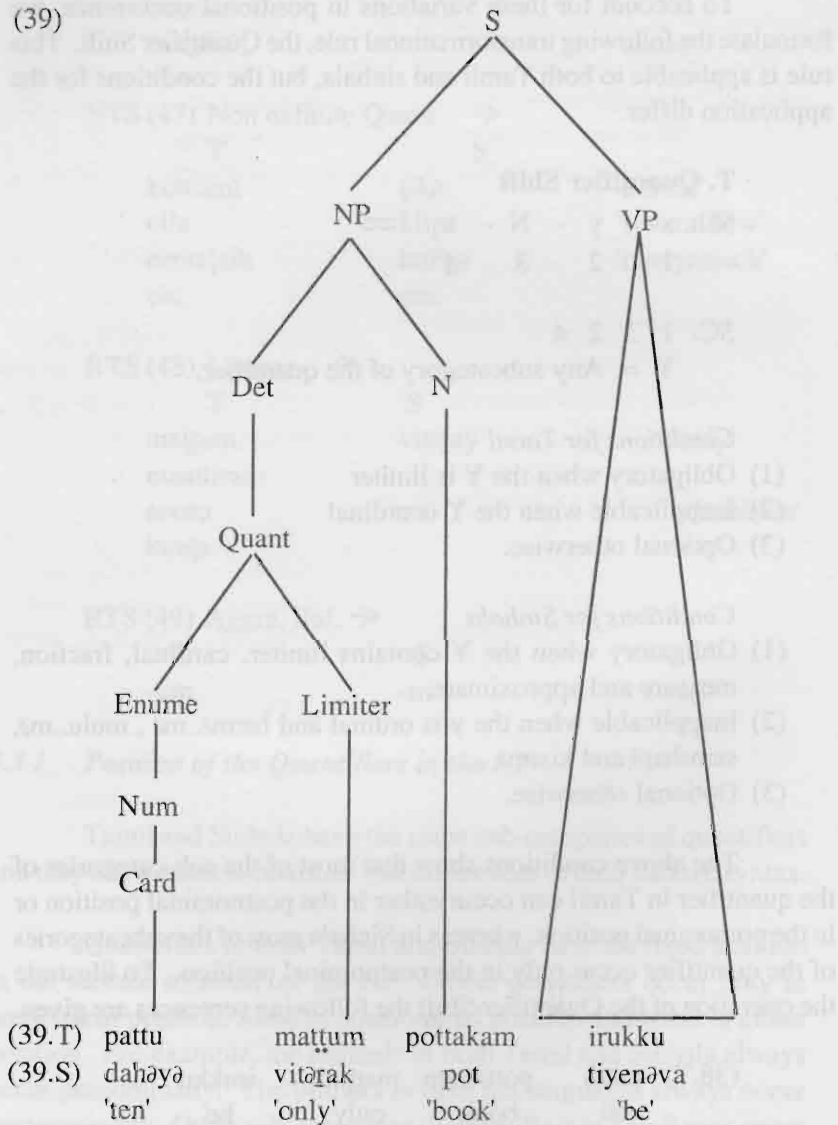 (39)
S
NP VP
Det N
Quant
Enume Limiter
Num
Card
(39.T) pattu maṭṭum pottakam irukku
(39.S) dahəyə vitərak pot tiyenəva
'ten' 'only' 'book' 'be'